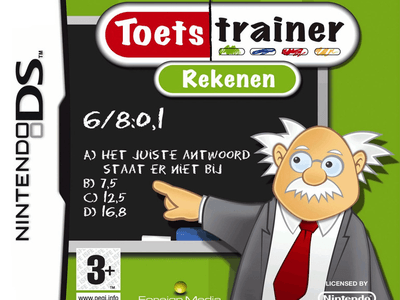 Toets trainer
Rekenen
NINTENDO DS™
6/8:0,1
A) HET JUISTE ANTWOORD
STAAT ER NIET BIJ
B) 7,5
C) 12,5
D) 16,8
3+
www.pegi.info
LICENSED BY
Nintendo